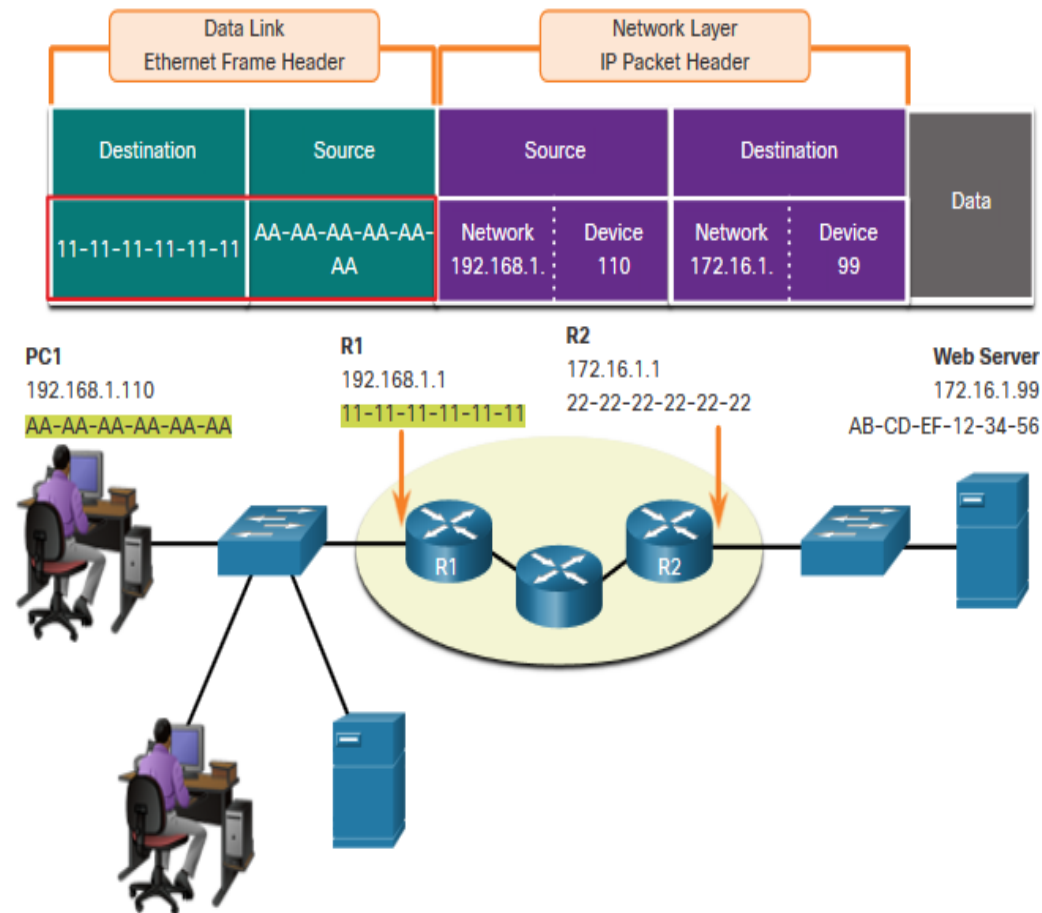 Data Link
Ethernet Frame Header
Network Layer
IP Packet Header
Destination
Source
Source
Destination
Data
11-11-11-11-11-11
AA-AA-AA-AA-AA-
AA
Network
192.168.1.
Device
110
Network
172.16.1.
Device
99
PC1
192.168.1.110
AA-AA-AA-AA-AA-AA
R1
192.168.1.1
11-11-11-11-11-11
R2
172.16.1.1
22-22-22-22-22-22
Web Server
172.16.1.99
AB-CD-EF-12-34-56
R1
R2